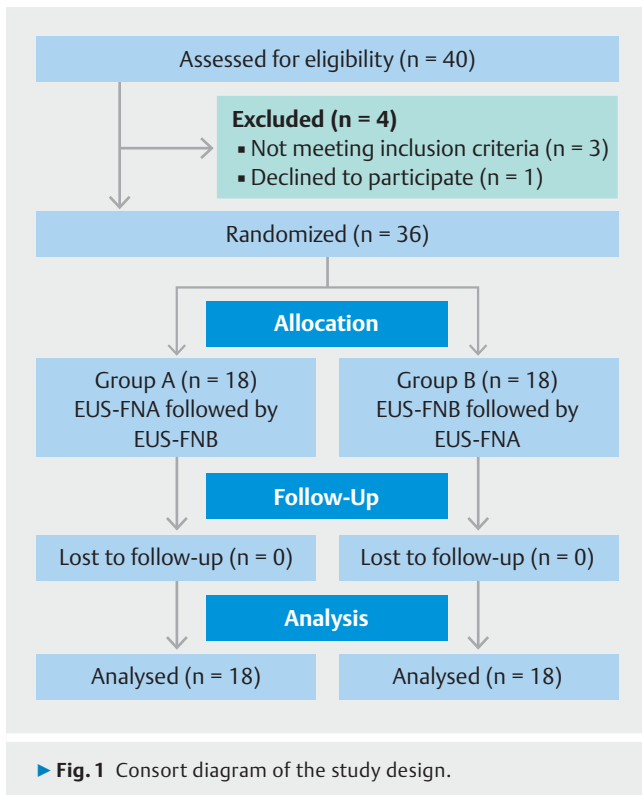 Assessed for eligibility (n = 40)
Excluded (n = 4)
▪ Not meeting inclusion criteria (n = 3)
▪ Declined to participate (n = 1)
Randomized (n = 36)
Allocation
Group A (n = 18)
EUS-FNA followed by
EUS-FNB
Group B (n = 18)
EUS-FNB followed by
EUS-FNA
Follow-Up
Lost to follow-up (n = 0)
Lost to follow-up (n = 0)
Analysis
Analysed (n = 18)
Analysed (n = 18)
▶ Fig. 1 Consort diagram of the study design.